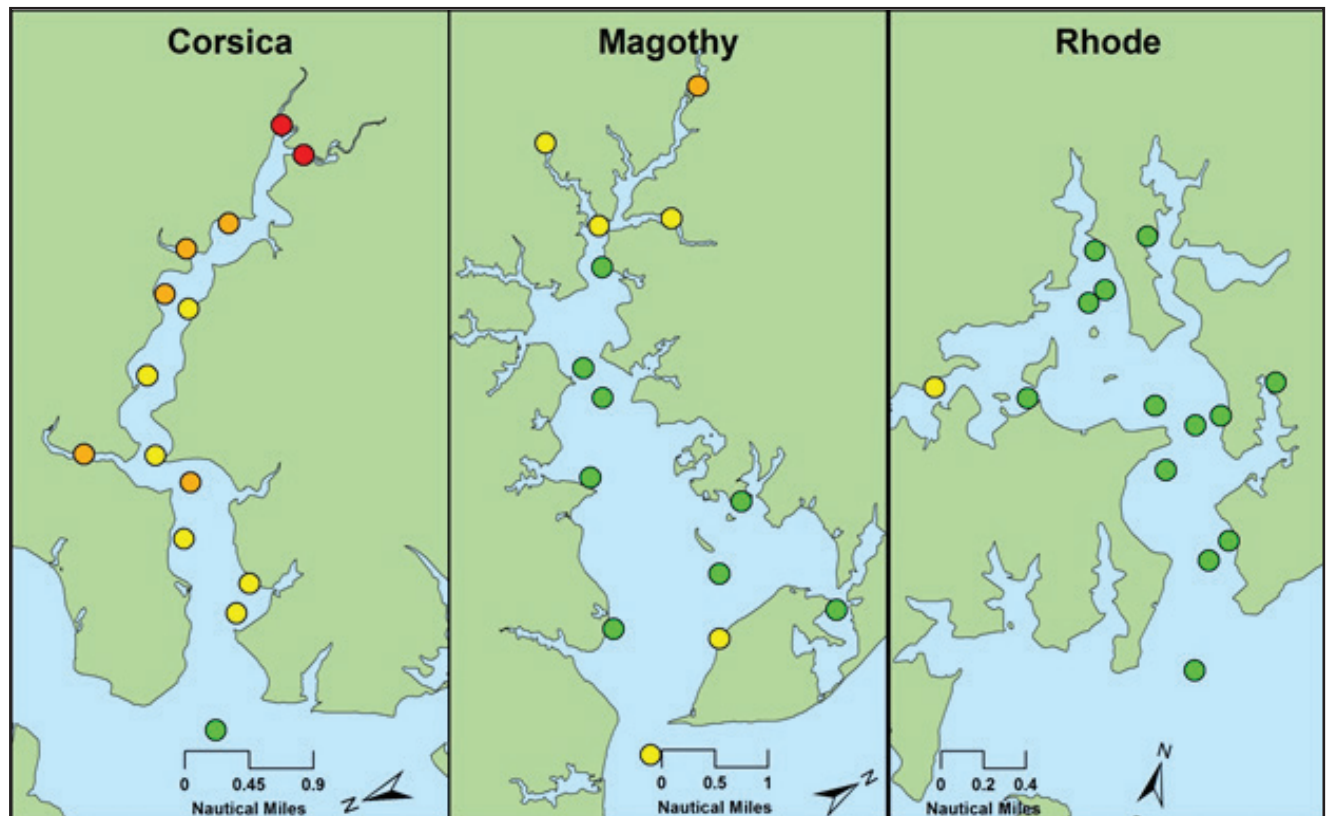 Corsica
Magothy
Rhode
0 0.45 0.9
Nautical Miles
N
0 0.5 1
Nautical Miles
N
0 0.2 0.4
Nautical Miles
N